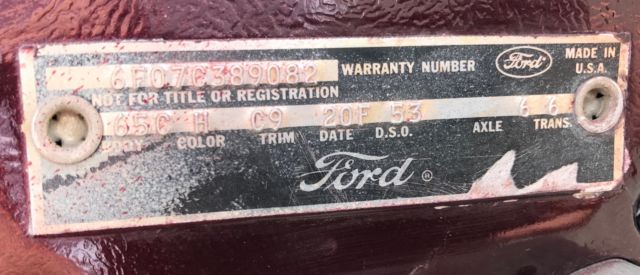 6F07C389082 WARRANTY NUMBER Ford MADE IN U.S.A.
NOT FOR TITLE OR REGISTRATION
65C H C9 20F 53 6 6
BODY COLOR TRIM DATE D.S.O. AXLE TRANS.
Ford ®